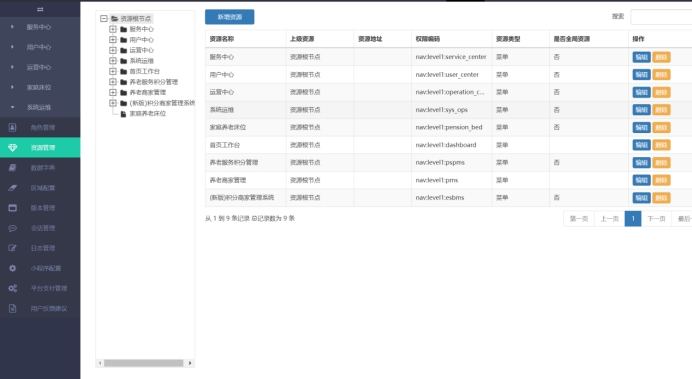 服务中心
用户中心
运营中心
家庭床位
系统运维
角色管理
资源管理
数据字典
区域配置
版本管理
会话管理
日志管理
小程序配置
平台支付管理
用户反馈建议
资源根节点
服务中心
用户中心
运营中心
系统运维
首页工作台
养老服务积分管理
养老商家管理
(新版)积分商家管理系统
家庭养老床位
新增资源
搜索
资源名称 上级资源 资源地址 权限编码 资源类型 是否全局资源 操作
服务中心 资源根节点 nav:level1:service_center 菜单 否 编辑 删除
用户中心 资源根节点 nav:level1:user_center 菜单 否 编辑 删除
运营中心 资源根节点 nav:level1:operation_c... 菜单 否 编辑 删除
系统运维 资源根节点 nav:level1:sys_ops 菜单 否 编辑 删除
家庭养老床位 资源根节点 nav:level1:pension_bed 菜单 否 编辑 删除
首页工作台 资源根节点 nav:level1:dashboard 菜单 编辑 删除
养老服务积分管理 资源根节点 nav:level1:pspms 菜单 否 编辑 删除
养老商家管理 资源根节点 nav:level1:pms 菜单 编辑 删除
(新版)积分商家管理系统 资源根节点 nav:level1:esbms 菜单 否 编辑 删除
从 1 到 9 条记录 总记录数为 9 条
第一页 上一页 1 下一页 最后一